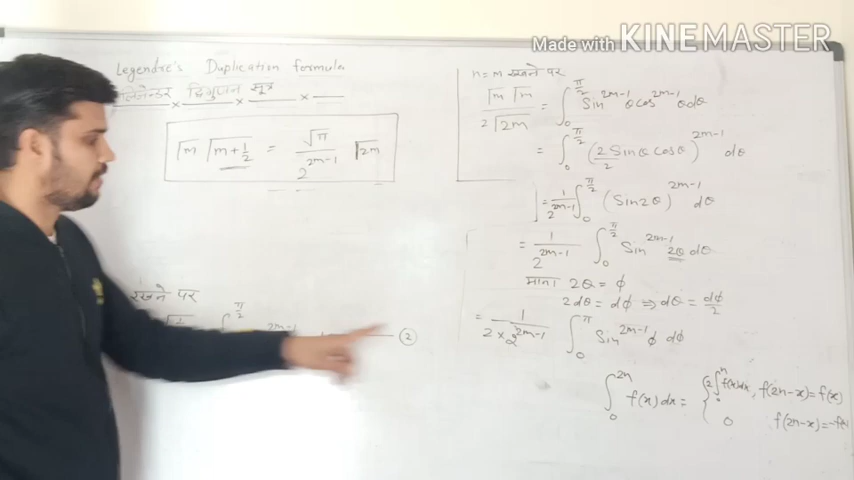 Made with KINEMASTER
Legendre's Duplication formula
द्विगुणन सूत्र
Γm Γm+1/2 = √π / 2^(2m-1) Γ2m
रखने पर
π/2
2m-1
②
n = m रखने पर
Γm Γm / 2Γ2m = ∫₀^(π/2) Sin^(2m-1) θ cos^(2m-1) θ dθ
= ∫₀^(π/2) (2 Sinθ Cosθ / 2)^(2m-1) dθ
= 1/2^(2m-1) ∫₀^(π/2) (Sin2θ)^(2m-1) dθ
= 1/2^(2m-1) ∫₀^(π/2) Sin^(2m-1) 2θ dθ
माना 2θ = ϕ
2dθ = dϕ ⇒ dθ = dϕ/2
= 1/(2 × 2^(2m-1)) ∫₀^π Sin^(2m-1) ϕ dϕ
∫₀^(2n) f(x) dx = { 2∫₀^n f(x)dx, f(2n-x) = f(x)
0 f(2n-x) = -f(x